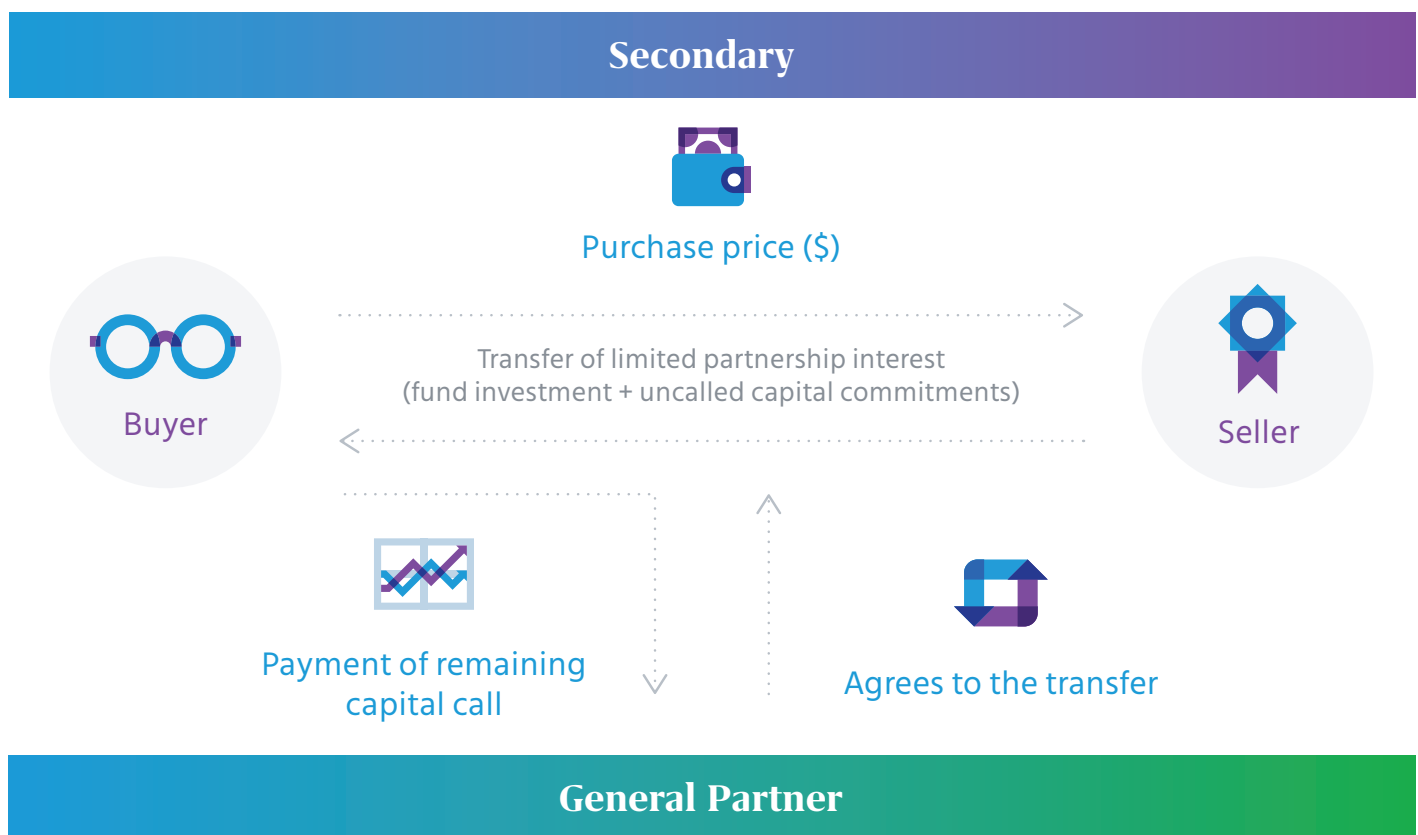 Secondary
Purchase price ($)
Transfer of limited partnership interest
(fund investment + uncalled capital commitments)
Buyer
Seller
Payment of remaining
capital call
Agrees to the transfer
General Partner